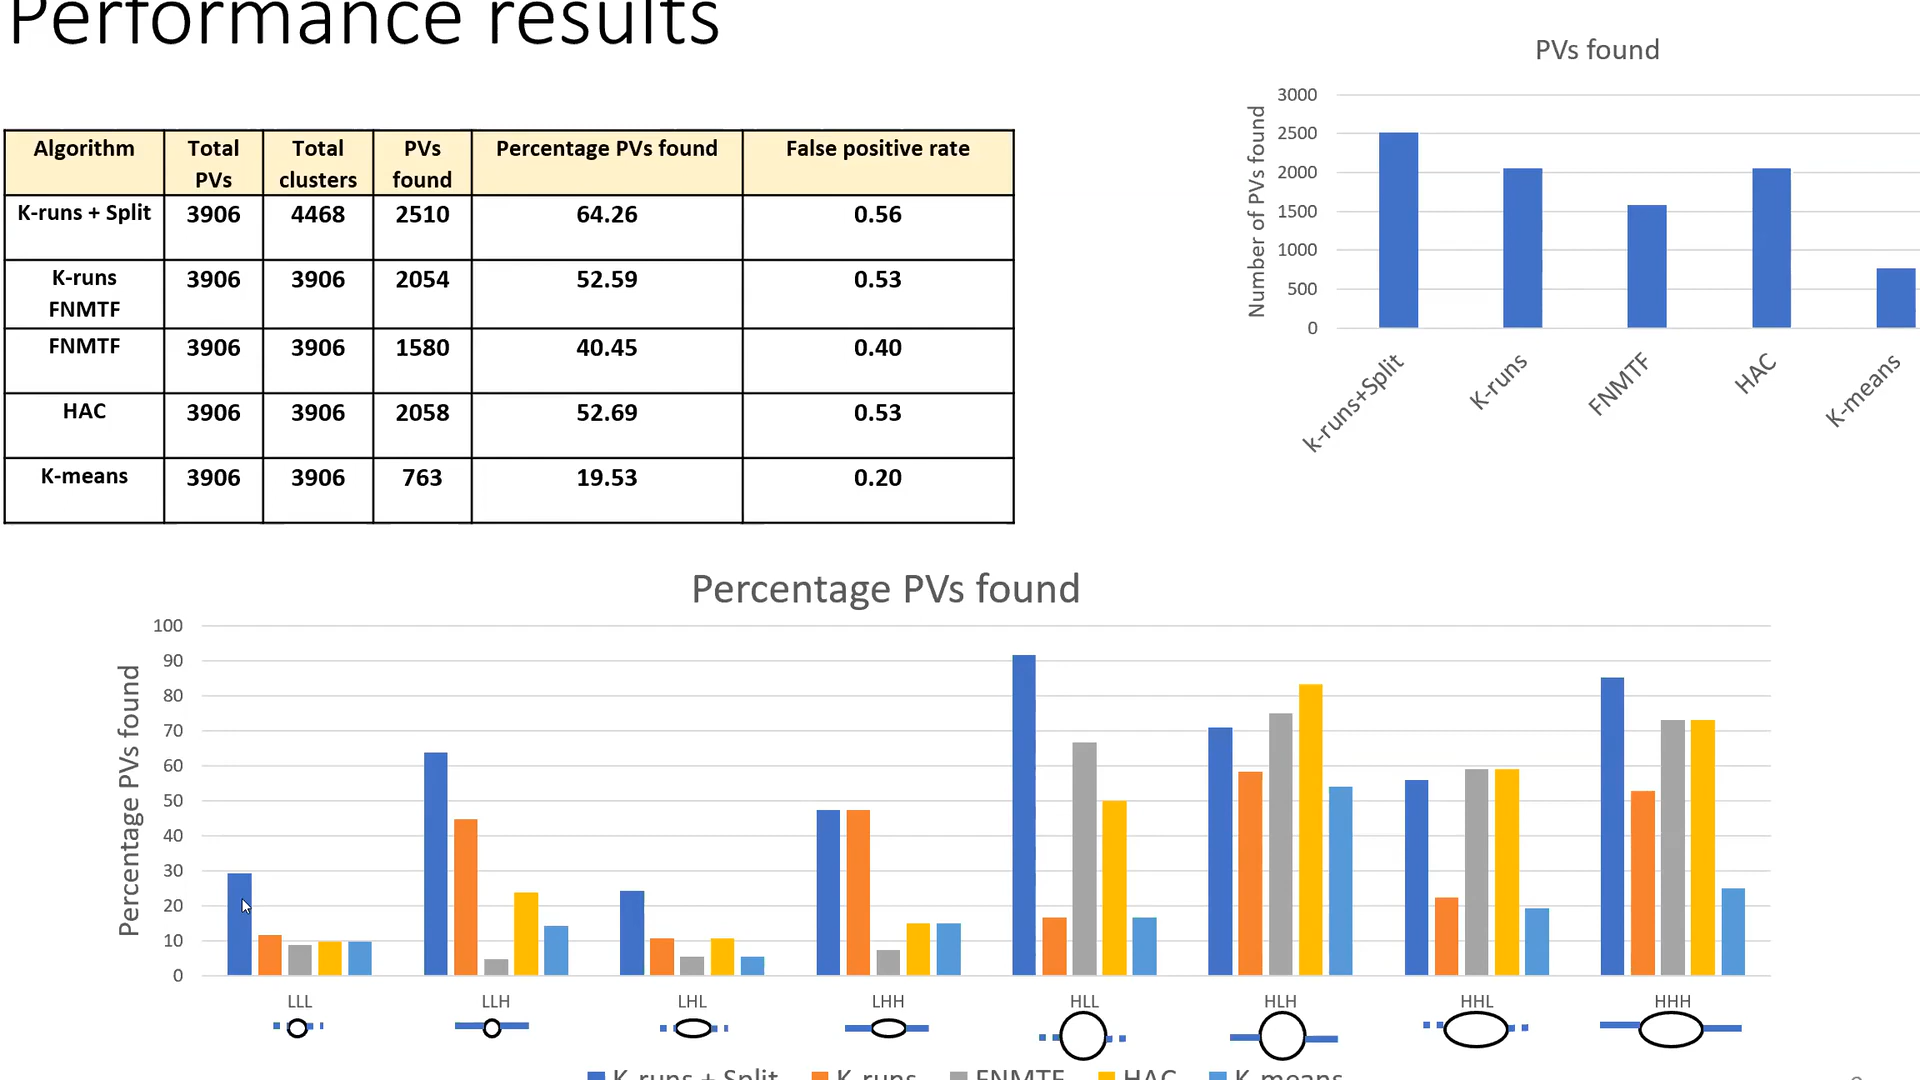 Performance results
Algorithm Total PVs Total clusters PVs found Percentage PVs found False positive rate
K-runs + Split 3906 4468 2510 64.26 0.56
K-runs FNMTF 3906 3906 2054 52.59 0.53
FNMTF 3906 3906 1580 40.45 0.40
HAC 3906 3906 2058 52.69 0.53
K-means 3906 3906 763 19.53 0.20
PVs found
Number of PVs found
3000
2500
2000
1500
1000
500
0
k-runs+Split K-runs FNMTF HAC K-means
Percentage PVs found
Percentage PVs found
100
90
80
70
60
50
40
30
20
10
0
LLL LLH LHL LHH HLL HLH HHL HHH
K-runs + Split K-runs FNMTF HAC K-means